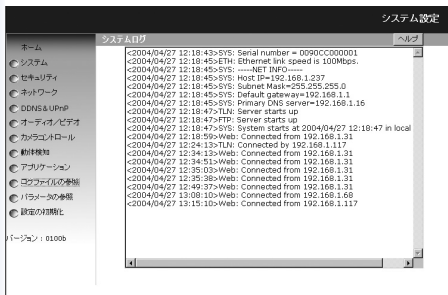 システム設定
システムログ
ヘルプ
ホーム
システム
セキュリティ
ネットワーク
DDNS & UPnP
オーディオ/ビデオ
カメラコントロール
動体検知
アプリケーション
ログファイルの参照
パラメータの参照
設定の初期化
バージョン : 0100b
<2004/04/27 12:18:43>SYS: Serial number = 0090CC000001
<2004/04/27 12:18:45>ETH: Ethernet link speed is 100Mbps.
<2004/04/27 12:18:45>SYS: -----NET INFO-----
<2004/04/27 12:18:45>SYS: Host IP=192.168.1.237
<2004/04/27 12:18:45>SYS: Subnet Mask=255.255.255.0
<2004/04/27 12:18:45>SYS: Default gateway=192.168.1.1
<2004/04/27 12:18:45>SYS: Primary DNS server=192.168.1.16
<2004/04/27 12:18:47>TLN: Server starts up
<2004/04/27 12:18:47>FTP: Server starts up
<2004/04/27 12:18:47>SYS: System starts at 2004/04/27 12:18:47 in local
<2004/04/27 12:18:59>Web: Connected from 192.168.1.31
<2004/04/27 12:24:13>TLN: Connected by 192.168.1.117
<2004/04/27 12:34:13>Web: Connected from 192.168.1.31
<2004/04/27 12:34:51>Web: Connected from 192.168.1.31
<2004/04/27 12:35:03>Web: Connected from 192.168.1.31
<2004/04/27 12:35:38>Web: Connected from 192.168.1.31
<2004/04/27 12:49:37>Web: Connected from 192.168.1.31
<2004/04/27 13:08:10>Web: Connected from 192.168.1.68
<2004/04/27 13:15:10>Web: Connected from 192.168.1.117